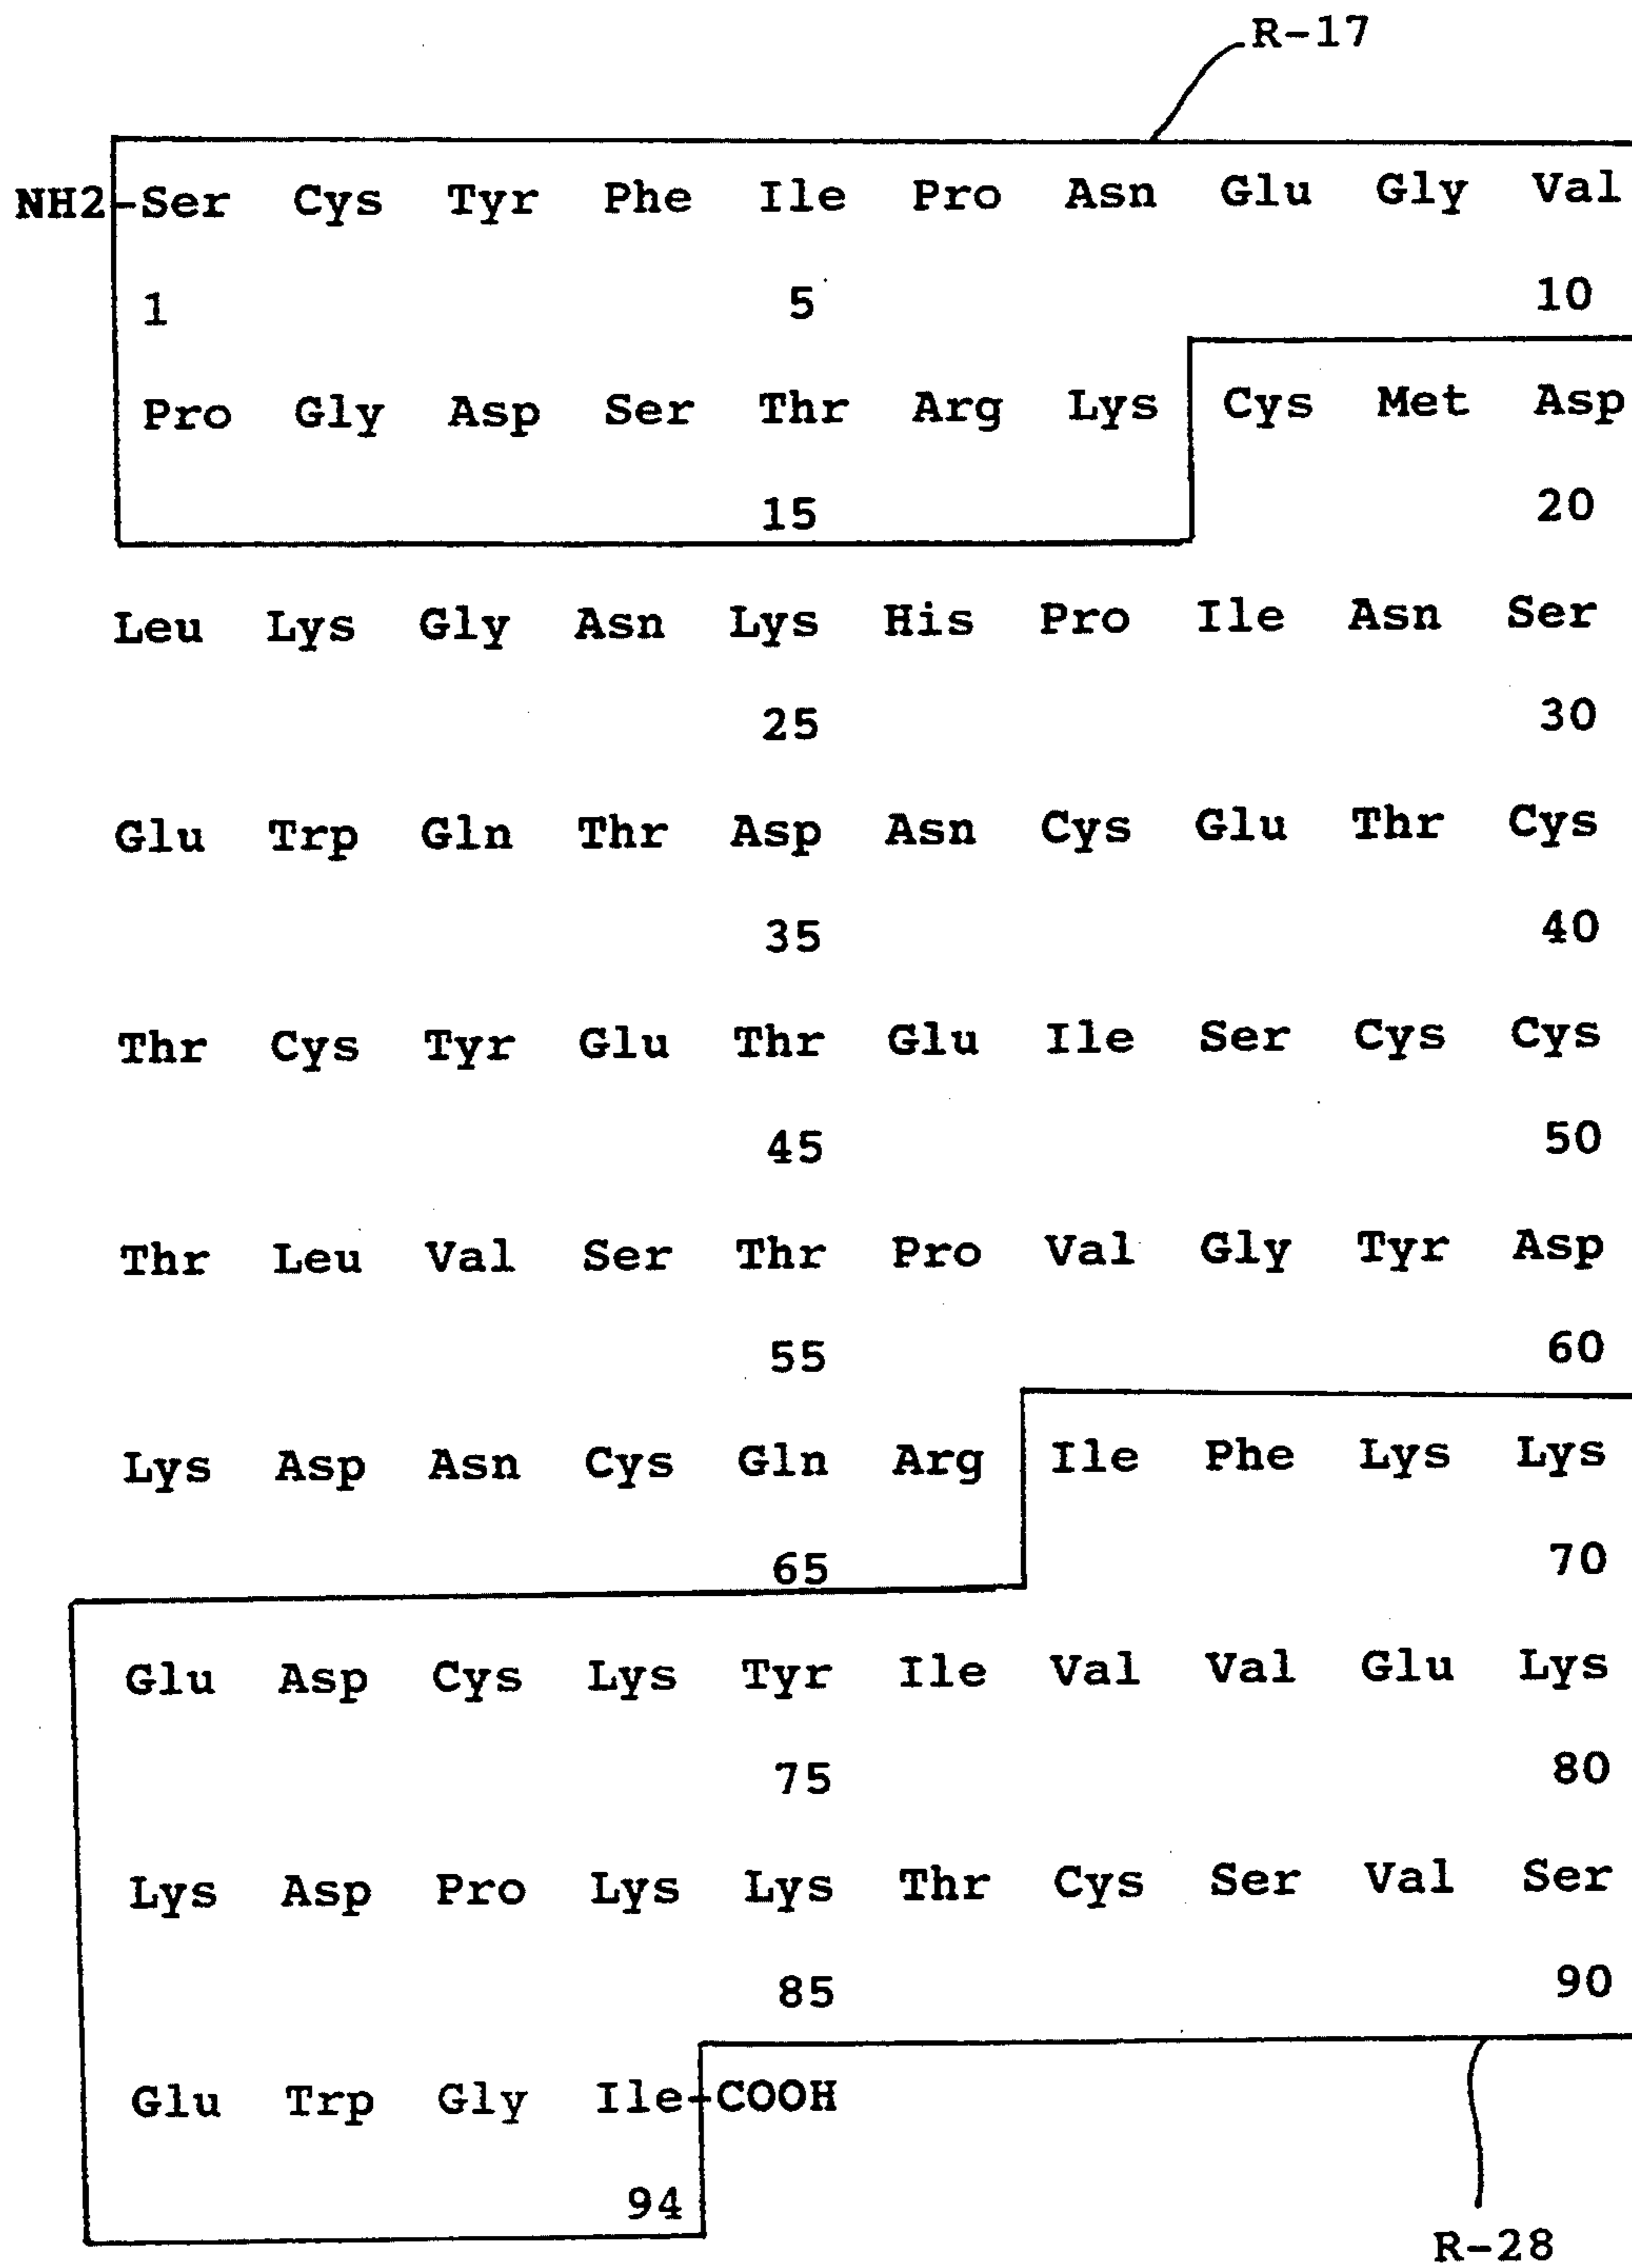 R-17
NH2-Ser Cys Tyr Phe Ile Pro Asn Glu Gly Val
1 5 10
Pro Gly Asp Ser Thr Arg Lys Cys Met Asp
15 20
Leu Lys Gly Asn Lys His Pro Ile Asn Ser
25 30
Glu Trp Gln Thr Asp Asn Cys Glu Thr Cys
35 40
Thr Cys Tyr Glu Thr Glu Ile Ser Cys Cys
45 50
Thr Leu Val Ser Thr Pro Val Gly Tyr Asp
55 60
Lys Asp Asn Cys Gln Arg Ile Phe Lys Lys
65 70
Glu Asp Cys Lys Tyr Ile Val Val Glu Lys
75 80
Lys Asp Pro Lys Lys Thr Cys Ser Val Ser
85 90
Glu Trp Gly Ile-COOH
94
R-28